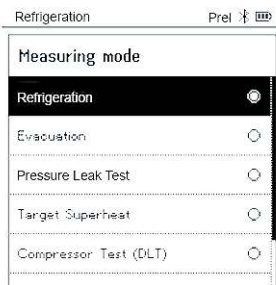 Refrigeration Prel
Measuring mode
Refrigeration
Evacuation
Pressure Leak Test
Target Superheat
Compressor Test (DLT)